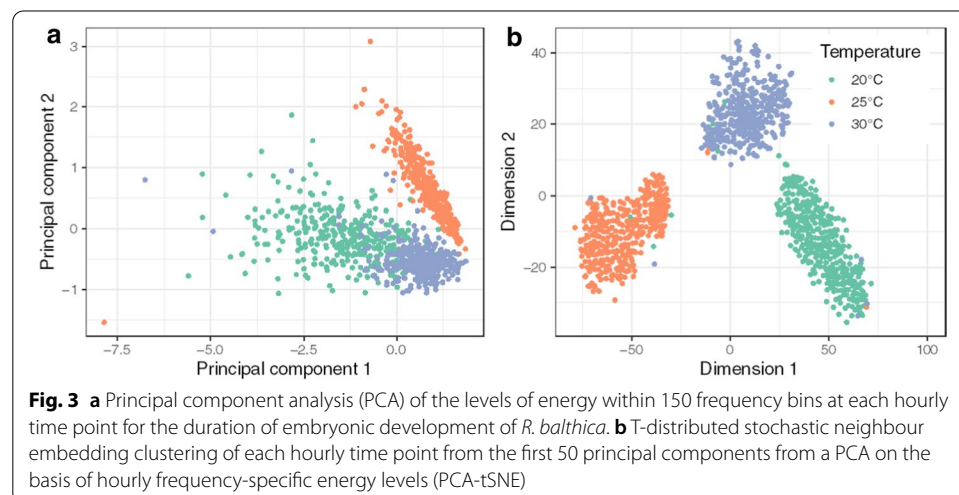 a
3
2
1
0
−1
Principal component 2
−7.5 −5.0 −2.5 0.0
Principal component 1
b
40
20
0
−20
Dimension 2
−50 0 50 100
Dimension 1
Temperature
20°C
25°C
30°C
Fig. 3 a Principal component analysis (PCA) of the levels of energy within 150 frequency bins at each hourly
time point for the duration of embryonic development of R. balthica. b T-distributed stochastic neighbour
embedding clustering of each hourly time point from the first 50 principal components from a PCA on the
basis of hourly frequency-specific energy levels (PCA-tSNE)